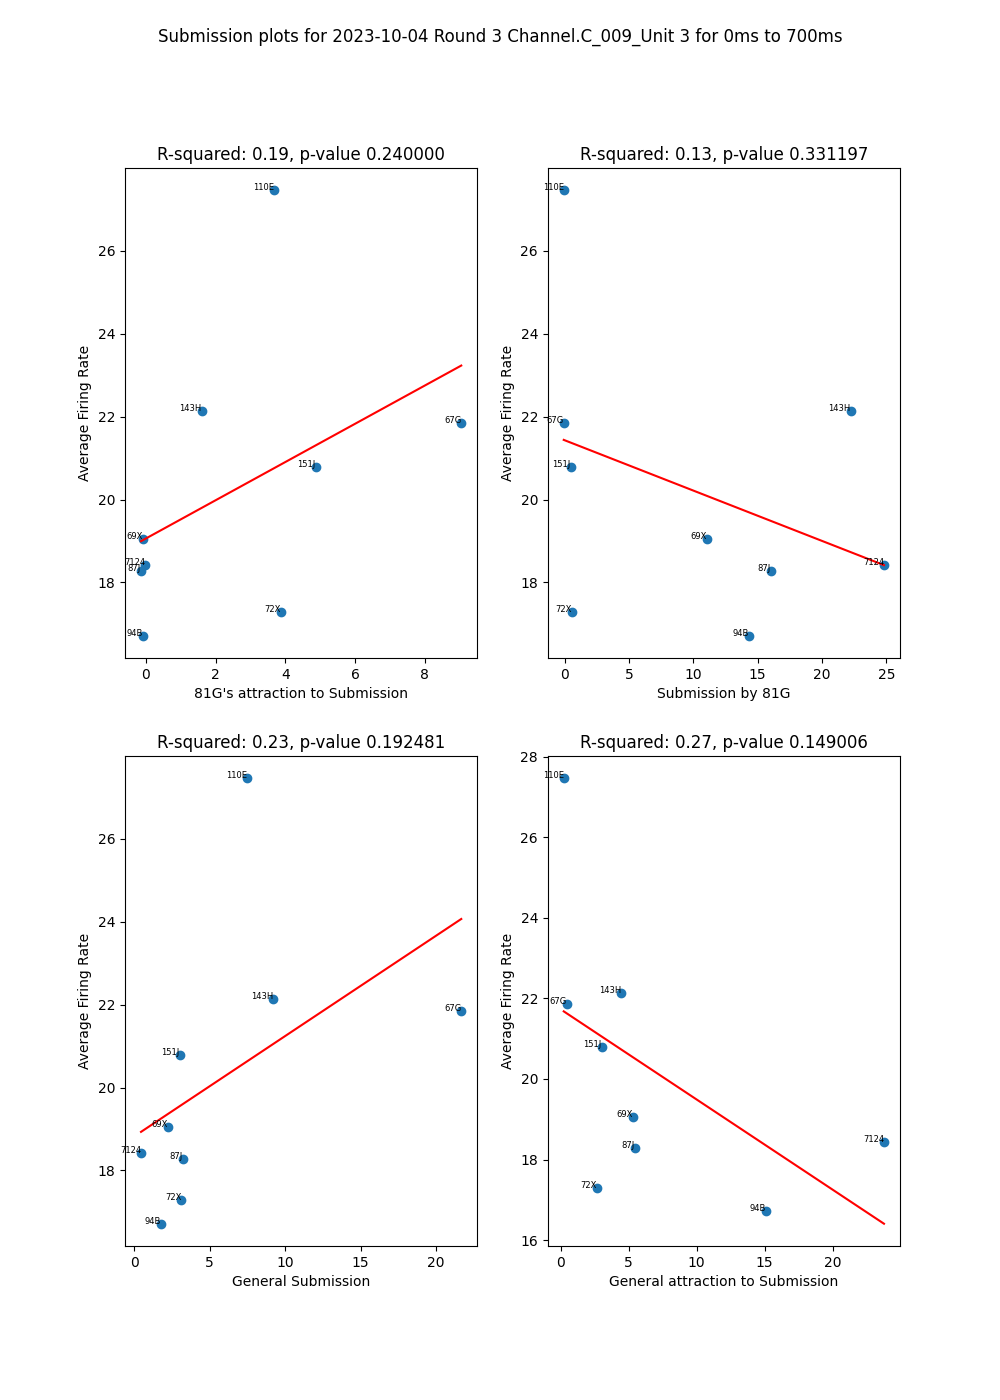 Submission plots for 2023-10-04 Round 3 Channel.C_009_Unit 3 for 0ms to 700ms
R-squared: 0.19, p-value 0.240000
110E
143H
67G
151J
69X
7124
87J
72X
94B
26
24
22
20
18
Average Firing Rate
0 2 4 6 8
81G's attraction to Submission
R-squared: 0.13, p-value 0.331197
110E
143H
67G
151J
69X
7124
87J
72X
94B
26
24
22
20
18
Average Firing Rate
0 5 10 15 20 25
Submission by 81G
R-squared: 0.23, p-value 0.192481
110E
143H
67G
151J
69X
7124
87J
72X
94B
26
24
22
20
18
Average Firing Rate
0 5 10 15 20
General Submission
R-squared: 0.27, p-value 0.149006
110E
143H
67G
151J
69X
7124
87J
72X
94B
28
26
24
22
20
18
16
Average Firing Rate
0 5 10 15 20
General attraction to Submission